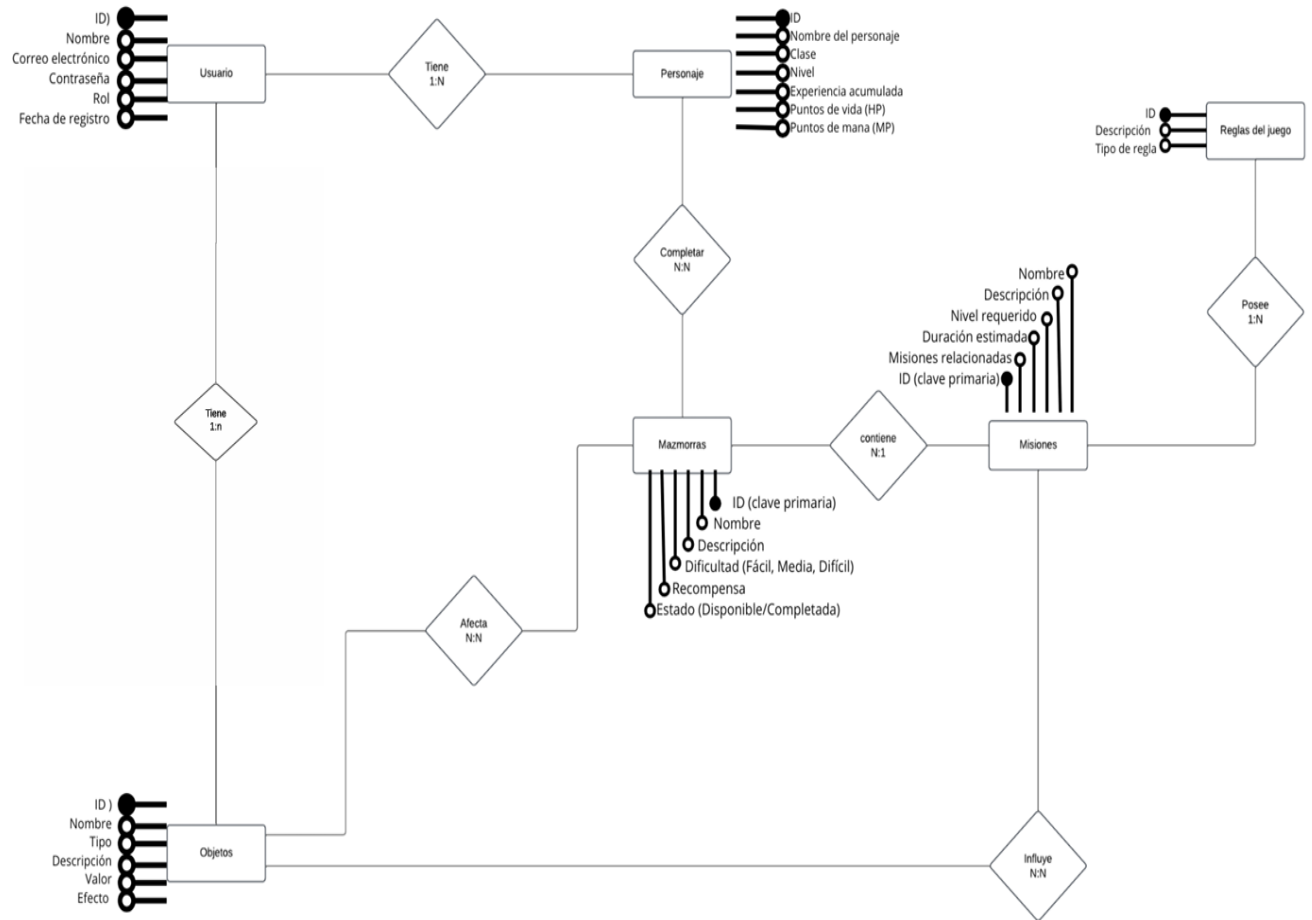 ID)
Nombre
Correo electrónico
Contraseña
Rol
Fecha de registro
Usuario
Tiene
1:N
Personaje
ID
Nombre del personaje
Clase
Nivel
Experiencia acumulada
Puntos de vida (HP)
Puntos de mana (MP)
ID
Descripción
Tipo de regla
Reglas del juego
Completar
N:N
Posee
1:N
Nombre
Descripción
Nivel requerido
Duración estimada
Misiones relacionadas
ID (clave primaria)
Tiene
1:n
Mazmorras
contiene
N:1
Misiones
ID (clave primaria)
Nombre
Descripción
Dificultad (Fácil, Media, Difícil)
Recompensa
Estado (Disponible/Completada)
Afecta
N:N
ID )
Nombre
Tipo
Descripción
Valor
Efecto
Objetos
Influye
N:N